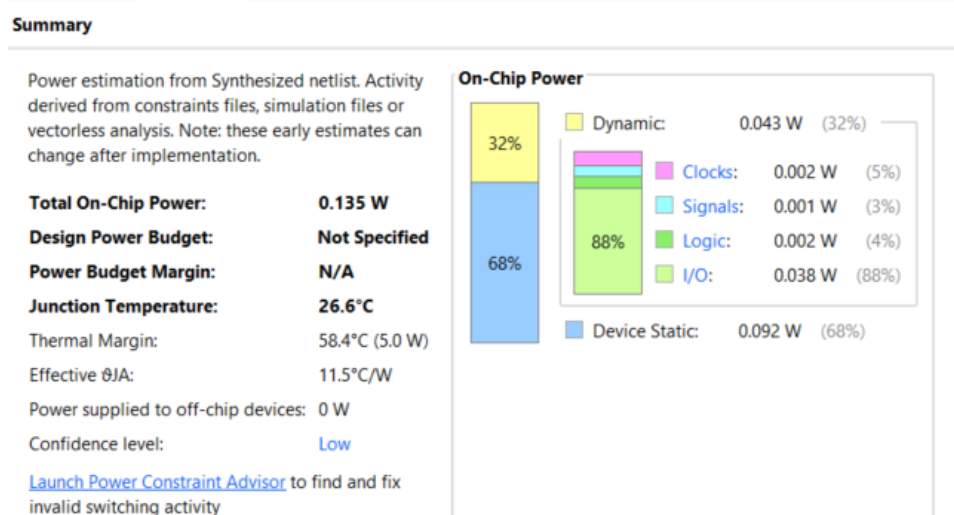 Summary
Power estimation from Synthesized netlist. Activity
derived from constraints files, simulation files or
vectorless analysis. Note: these early estimates can
change after implementation.
Total On-Chip Power: 0.135 W
Design Power Budget: Not Specified
Power Budget Margin: N/A
Junction Temperature: 26.6°C
Thermal Margin: 58.4°C (5.0 W)
Effective ϑJA: 11.5°C/W
Power supplied to off-chip devices: 0 W
Confidence level: Low
Launch Power Constraint Advisor to find and fix
invalid switching activity
On-Chip Power
32%
68%
Dynamic: 0.043 W (32%)
88%
Clocks: 0.002 W (5%)
Signals: 0.001 W (3%)
Logic: 0.002 W (4%)
I/O: 0.038 W (88%)
Device Static: 0.092 W (68%)